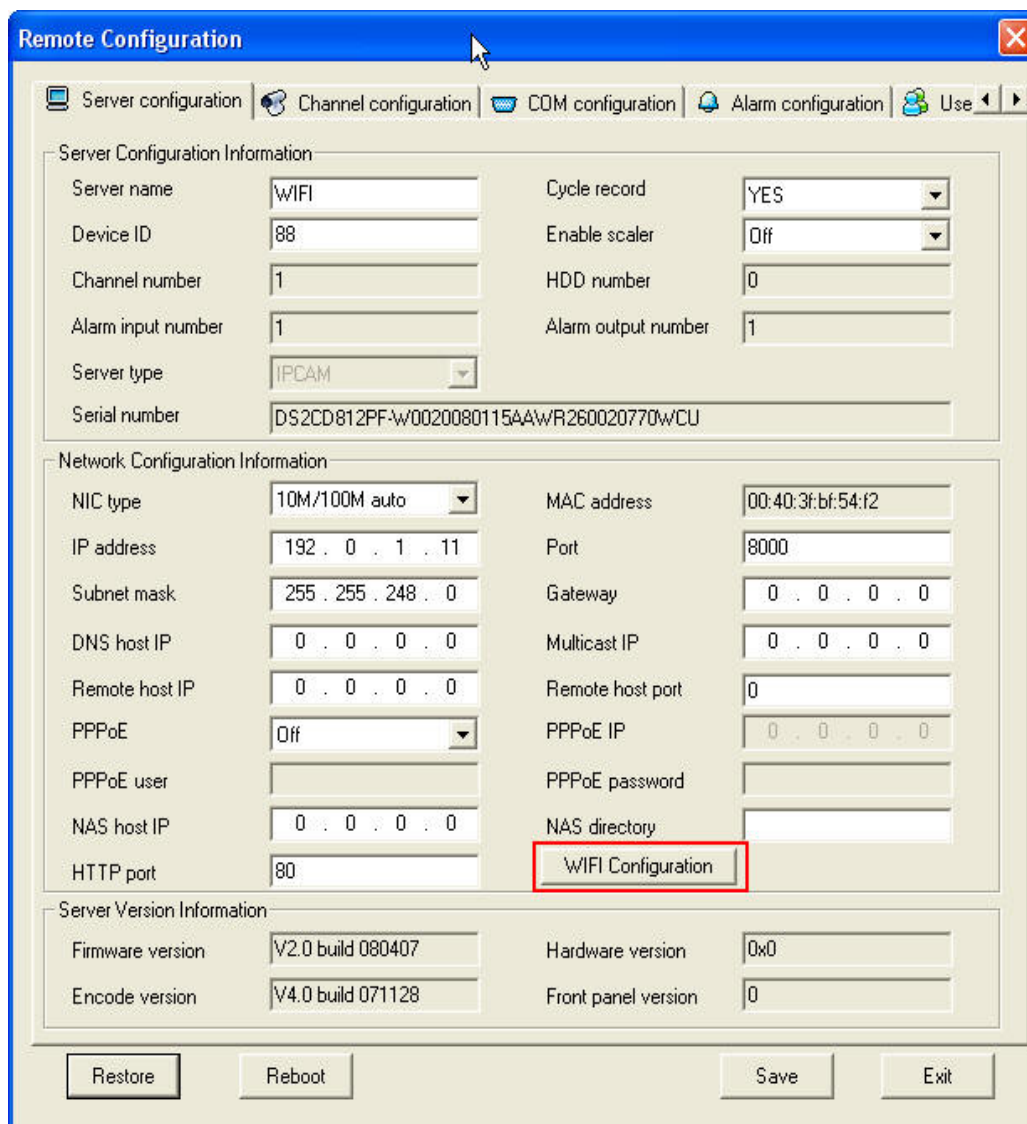 Remote Configuration
Server configuration Channel configuration COM configuration Alarm configuration Use
Server Configuration Information
Server name WIFI Cycle record YES
Device ID 88 Enable scaler Off
Channel number 1 HDD number 0
Alarm input number 1 Alarm output number 1
Server type IPCAM
Serial number DS2CD812PF-W0020080115AAWR260020770WCU
Network Configuration Information
NIC type 10M/100M auto MAC address 00:40:3f:bf:54:f2
IP address 192 . 0 . 1 . 11 Port 8000
Subnet mask 255 . 255 . 248 . 0 Gateway 0 . 0 . 0 . 0
DNS host IP 0 . 0 . 0 . 0 Multicast IP 0 . 0 . 0 . 0
Remote host IP 0 . 0 . 0 . 0 Remote host port 0
PPPoE Off PPPoE IP 0 . 0 . 0 . 0
PPPoE user PPPoE password
NAS host IP 0 . 0 . 0 . 0 NAS directory
HTTP port 80 WIFI Configuration
Server Version Information
Firmware version V2.0 build 080407 Hardware version 0x0
Encode version V4.0 build 071128 Front panel version 0
Restore Reboot Save Exit